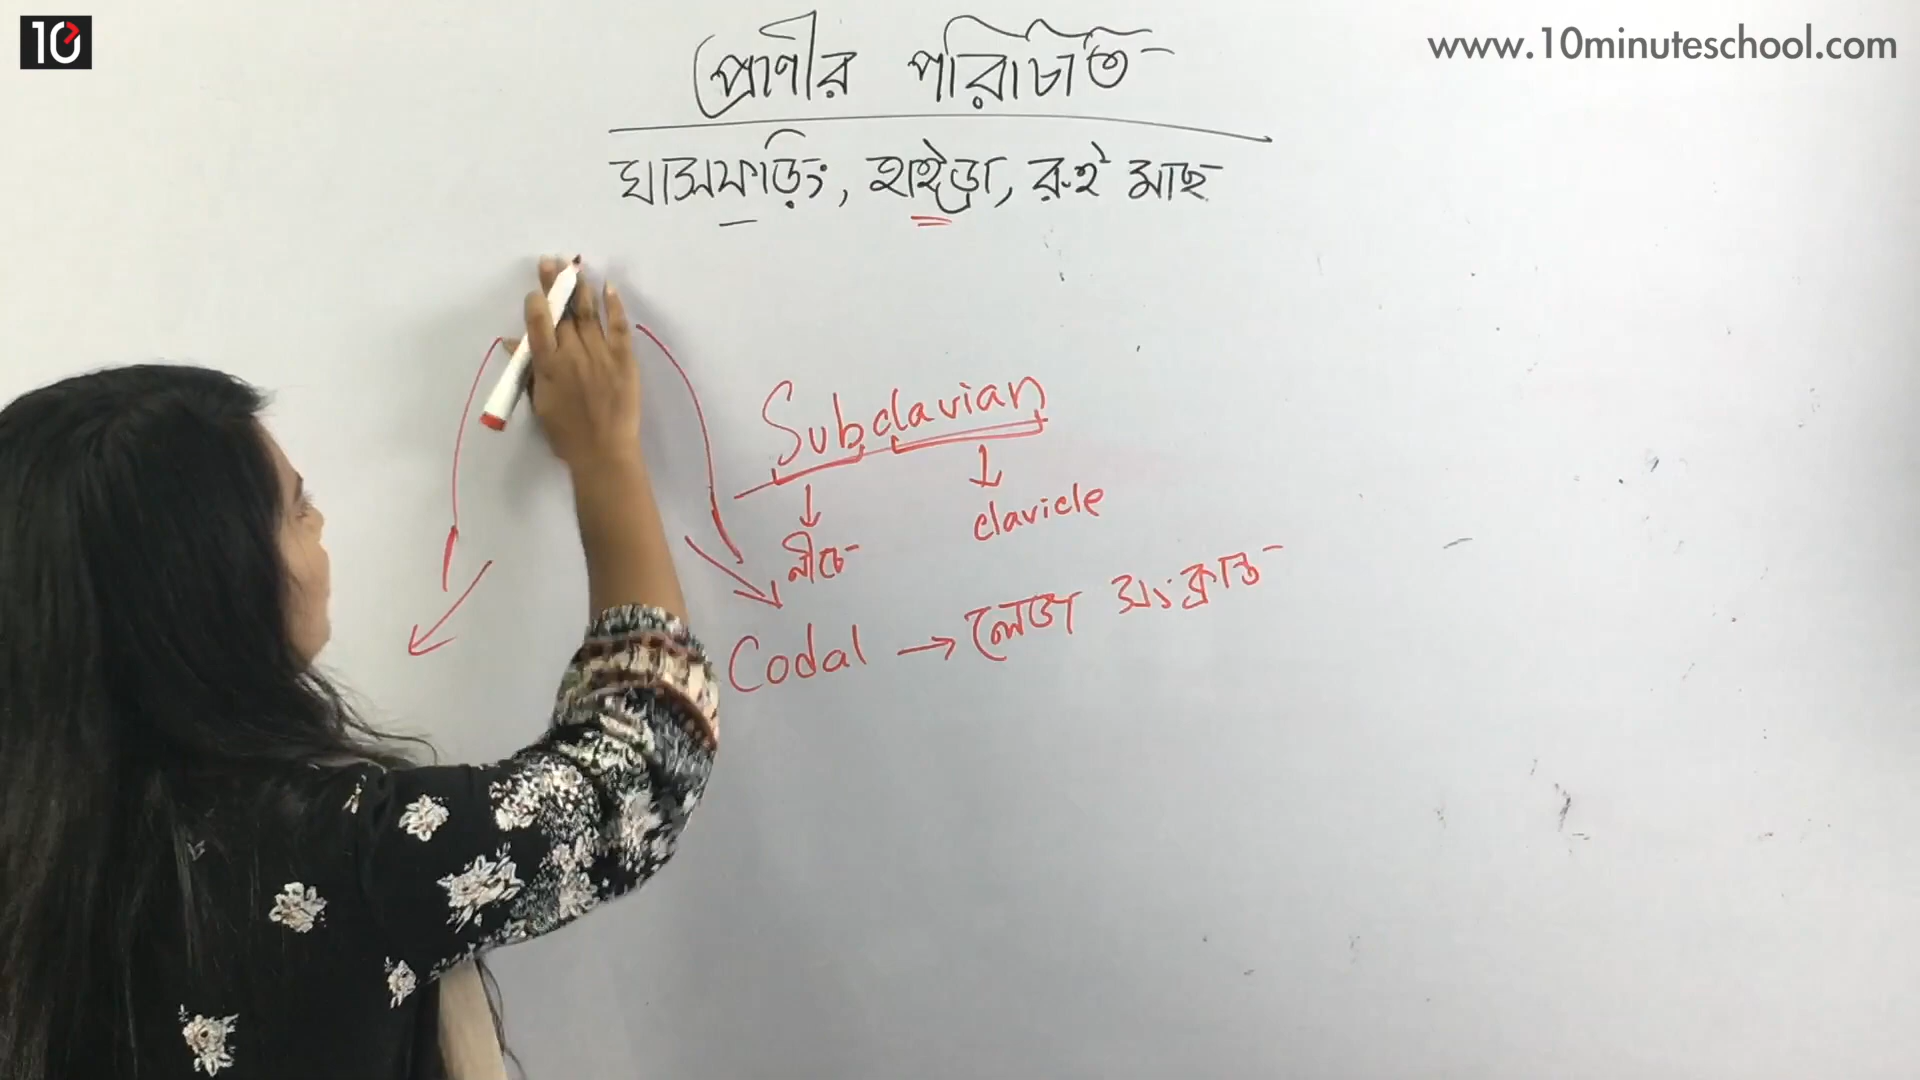 10
www.10minuteschool.com
প্রাণীর পরিচিতি
ঘাসফড়িং, হাইড্রা, রুই মাছ
Subclavian
clavicle
নীচে
Codal → লেজ সংক্রান্ত